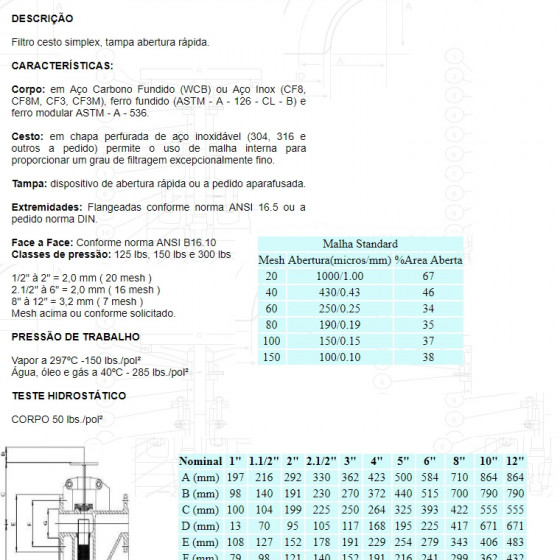 DESCRIÇÃO
Filtro cesto simplex, tampa abertura rápida.
CARACTERÍSTICAS:
Corpo: em Aço Carbono Fundido (WCB) ou Aço Inox (CF8,
CF8M, CF3, CF3M), ferro fundido (ASTM - A - 126 - CL - B) e
ferro modular ASTM - A - 536.
Cesto: em chapa perfurada de aço inoxidável (304, 316 e
outros a pedido) permite o uso de malha interna para
proporcionar um grau de filtragem excepcionalmente fino.
Tampa: dispositivo de abertura rápida ou a pedido aparafusada.
Extremidades: Flangeadas conforme norma ANSI 16.5 ou a
pedido norma DIN.
Face a Face: Conforme norma ANSI B16.10
Classes de pressão: 125 lbs, 150 lbs e 300 lbs
1/2" à 2" = 2,0 mm ( 20 mesh )
2.1/2" à 6" = 2,0 mm ( 16 mesh )
8" à 12" = 3,2 mm ( 7 mesh )
Mesh acima ou conforme solicitado.
Malha Standard
Mesh Abertura(micros/mm) %Area Aberta
20 1000/1.00 67
40 430/0.43 46
60 250/0.25 34
80 190/0.19 35
100 150/0.15 37
150 100/0.10 38
PRESSÃO DE TRABALHO
Vapor a 297ºC -150 lbs./pol²
Água, óleo e gás a 40ºC - 285 lbs./pol²
TESTE HIDROSTÁTICO
CORPO 50 lbs./pol²
Nominal 1" 1.1/2" 2" 2.1/2" 3" 4" 5" 6" 8" 10" 12"
A (mm) 197 216 292 330 362 423 500 584 710 864 864
B (mm) 98 140 191 230 270 372 440 515 700 790 790
C (mm) 100 104 199 225 250 264 325 393 422 555 555
D (mm) 13 70 95 105 117 168 195 225 417 671 671
E (mm) 108 127 152 178 191 229 254 279 343 406 483
F (mm) 79 98 121 140 152 191 216 241 299 362 432